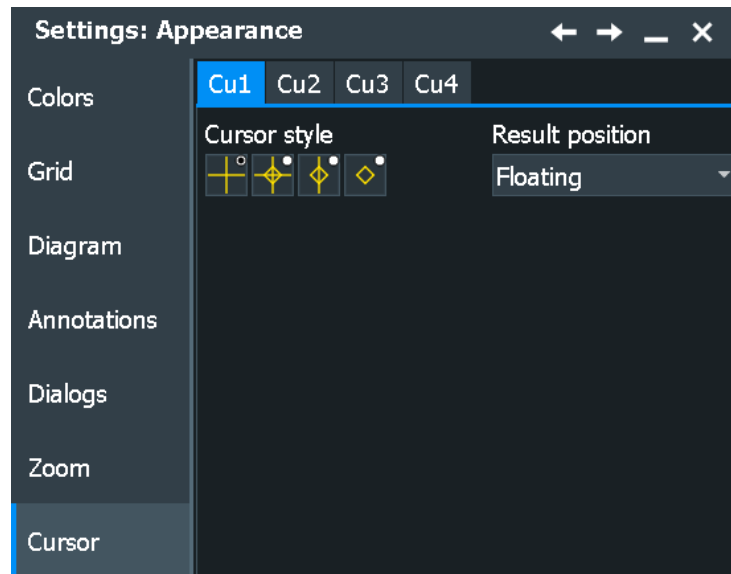 Settings: Appearance
Colors
Grid
Diagram
Annotations
Dialogs
Zoom
Cursor
Cu1 Cu2 Cu3 Cu4
Cursor style
Result position
Floating